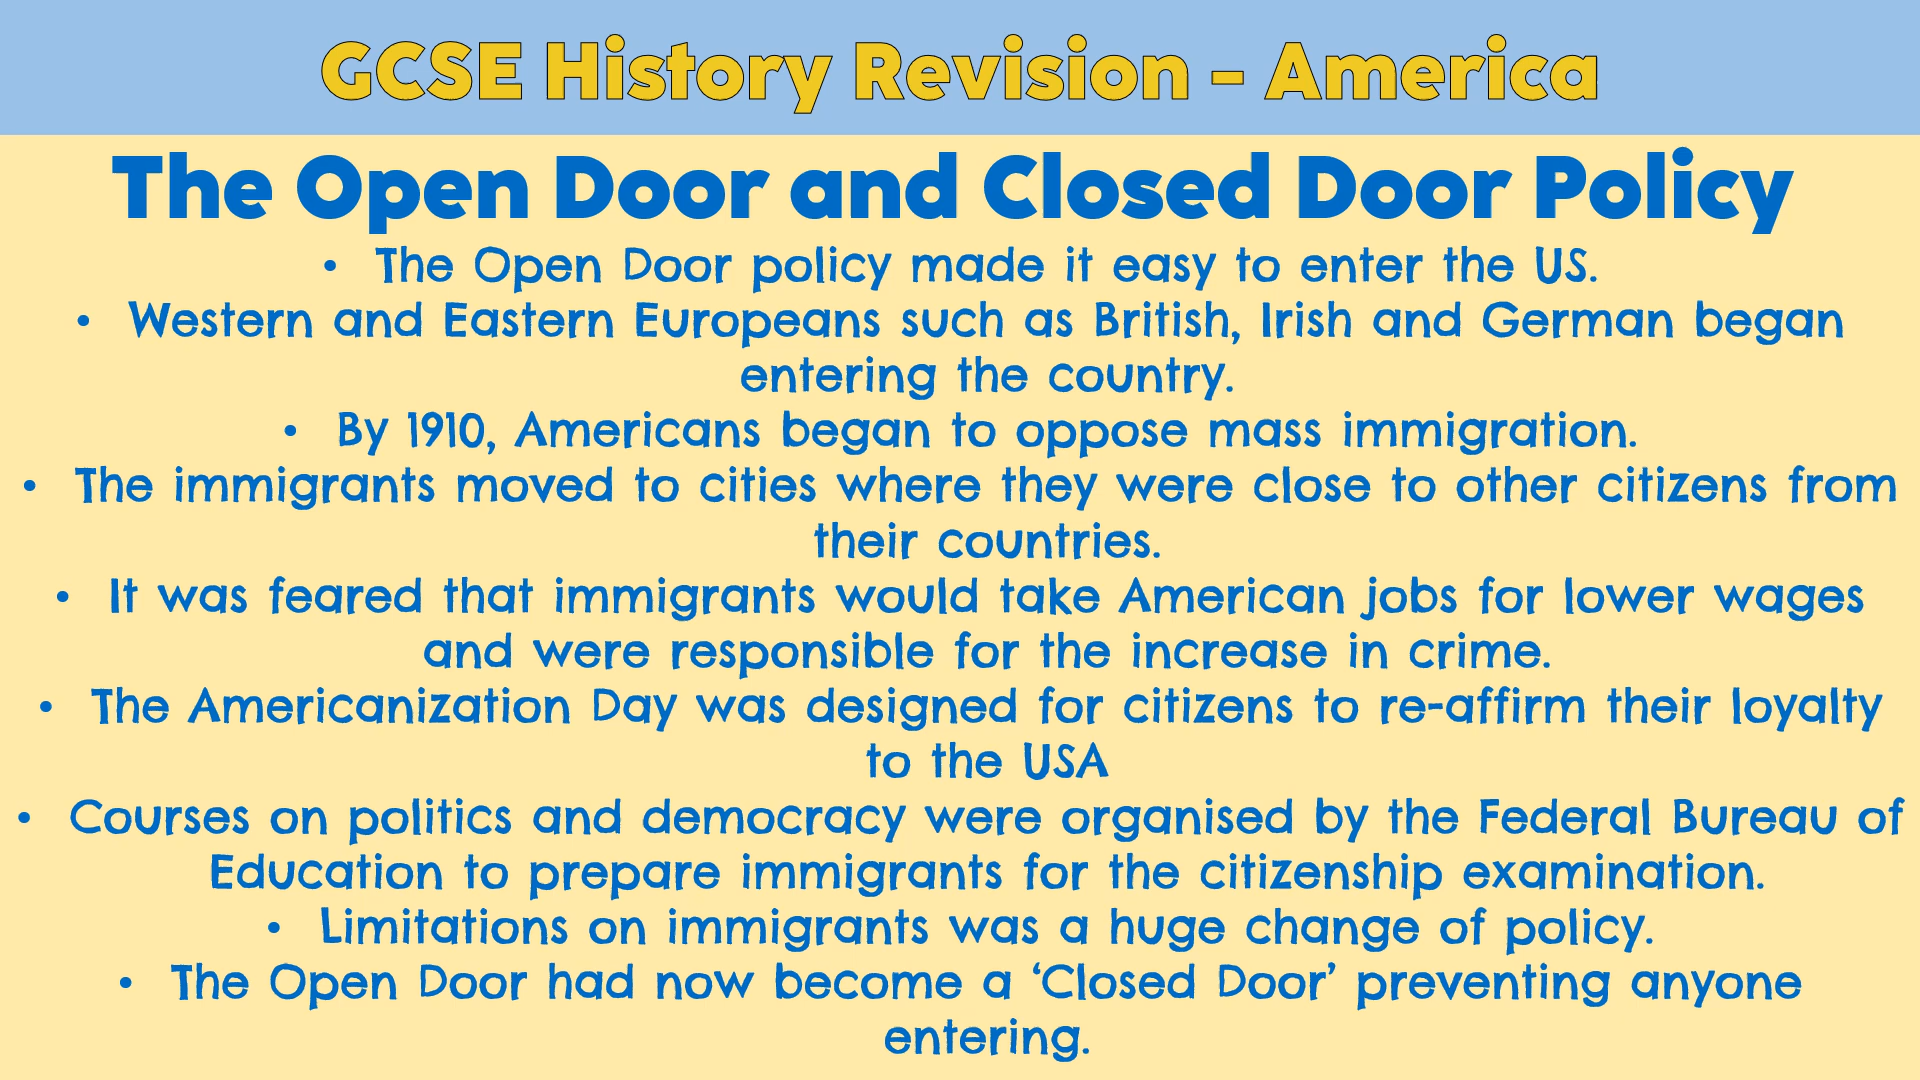 GCSE History Revision - America
The Open Door and Closed Door Policy
• The Open Door policy made it easy to enter the US.
• Western and Eastern Europeans such as British, Irish and German began
entering the country.
• By 1910, Americans began to oppose mass immigration.
• The immigrants moved to cities where they were close to other citizens from
their countries.
• It was feared that immigrants would take American jobs for lower wages
and were responsible for the increase in crime.
• The Americanization Day was designed for citizens to re-affirm their loyalty
to the USA
• Courses on politics and democracy were organised by the Federal Bureau of
Education to prepare immigrants for the citizenship examination.
• Limitations on immigrants was a huge change of policy.
• The Open Door had now become a ‘Closed Door’ preventing anyone
entering.